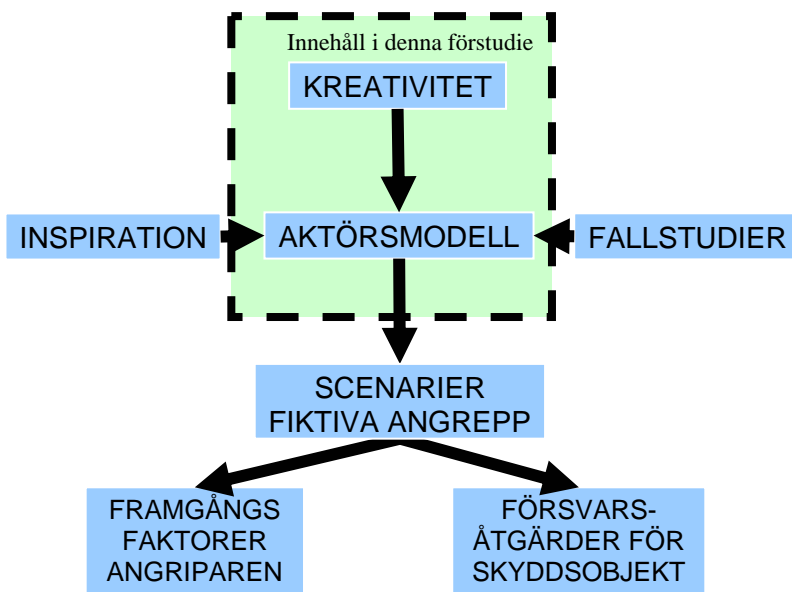 Innehåll i denna förstudie
KREATIVITET
INSPIRATION
AKTÖRSMODELL
FALLSTUDIER
SCENARIER
FIKTIVA ANGREPP
FRAMGÅNGS
FAKTORER
ANGRIPAREN
FÖRSVARS-
ÅTGÄRDER FÖR
SKYDDSOBJEKT